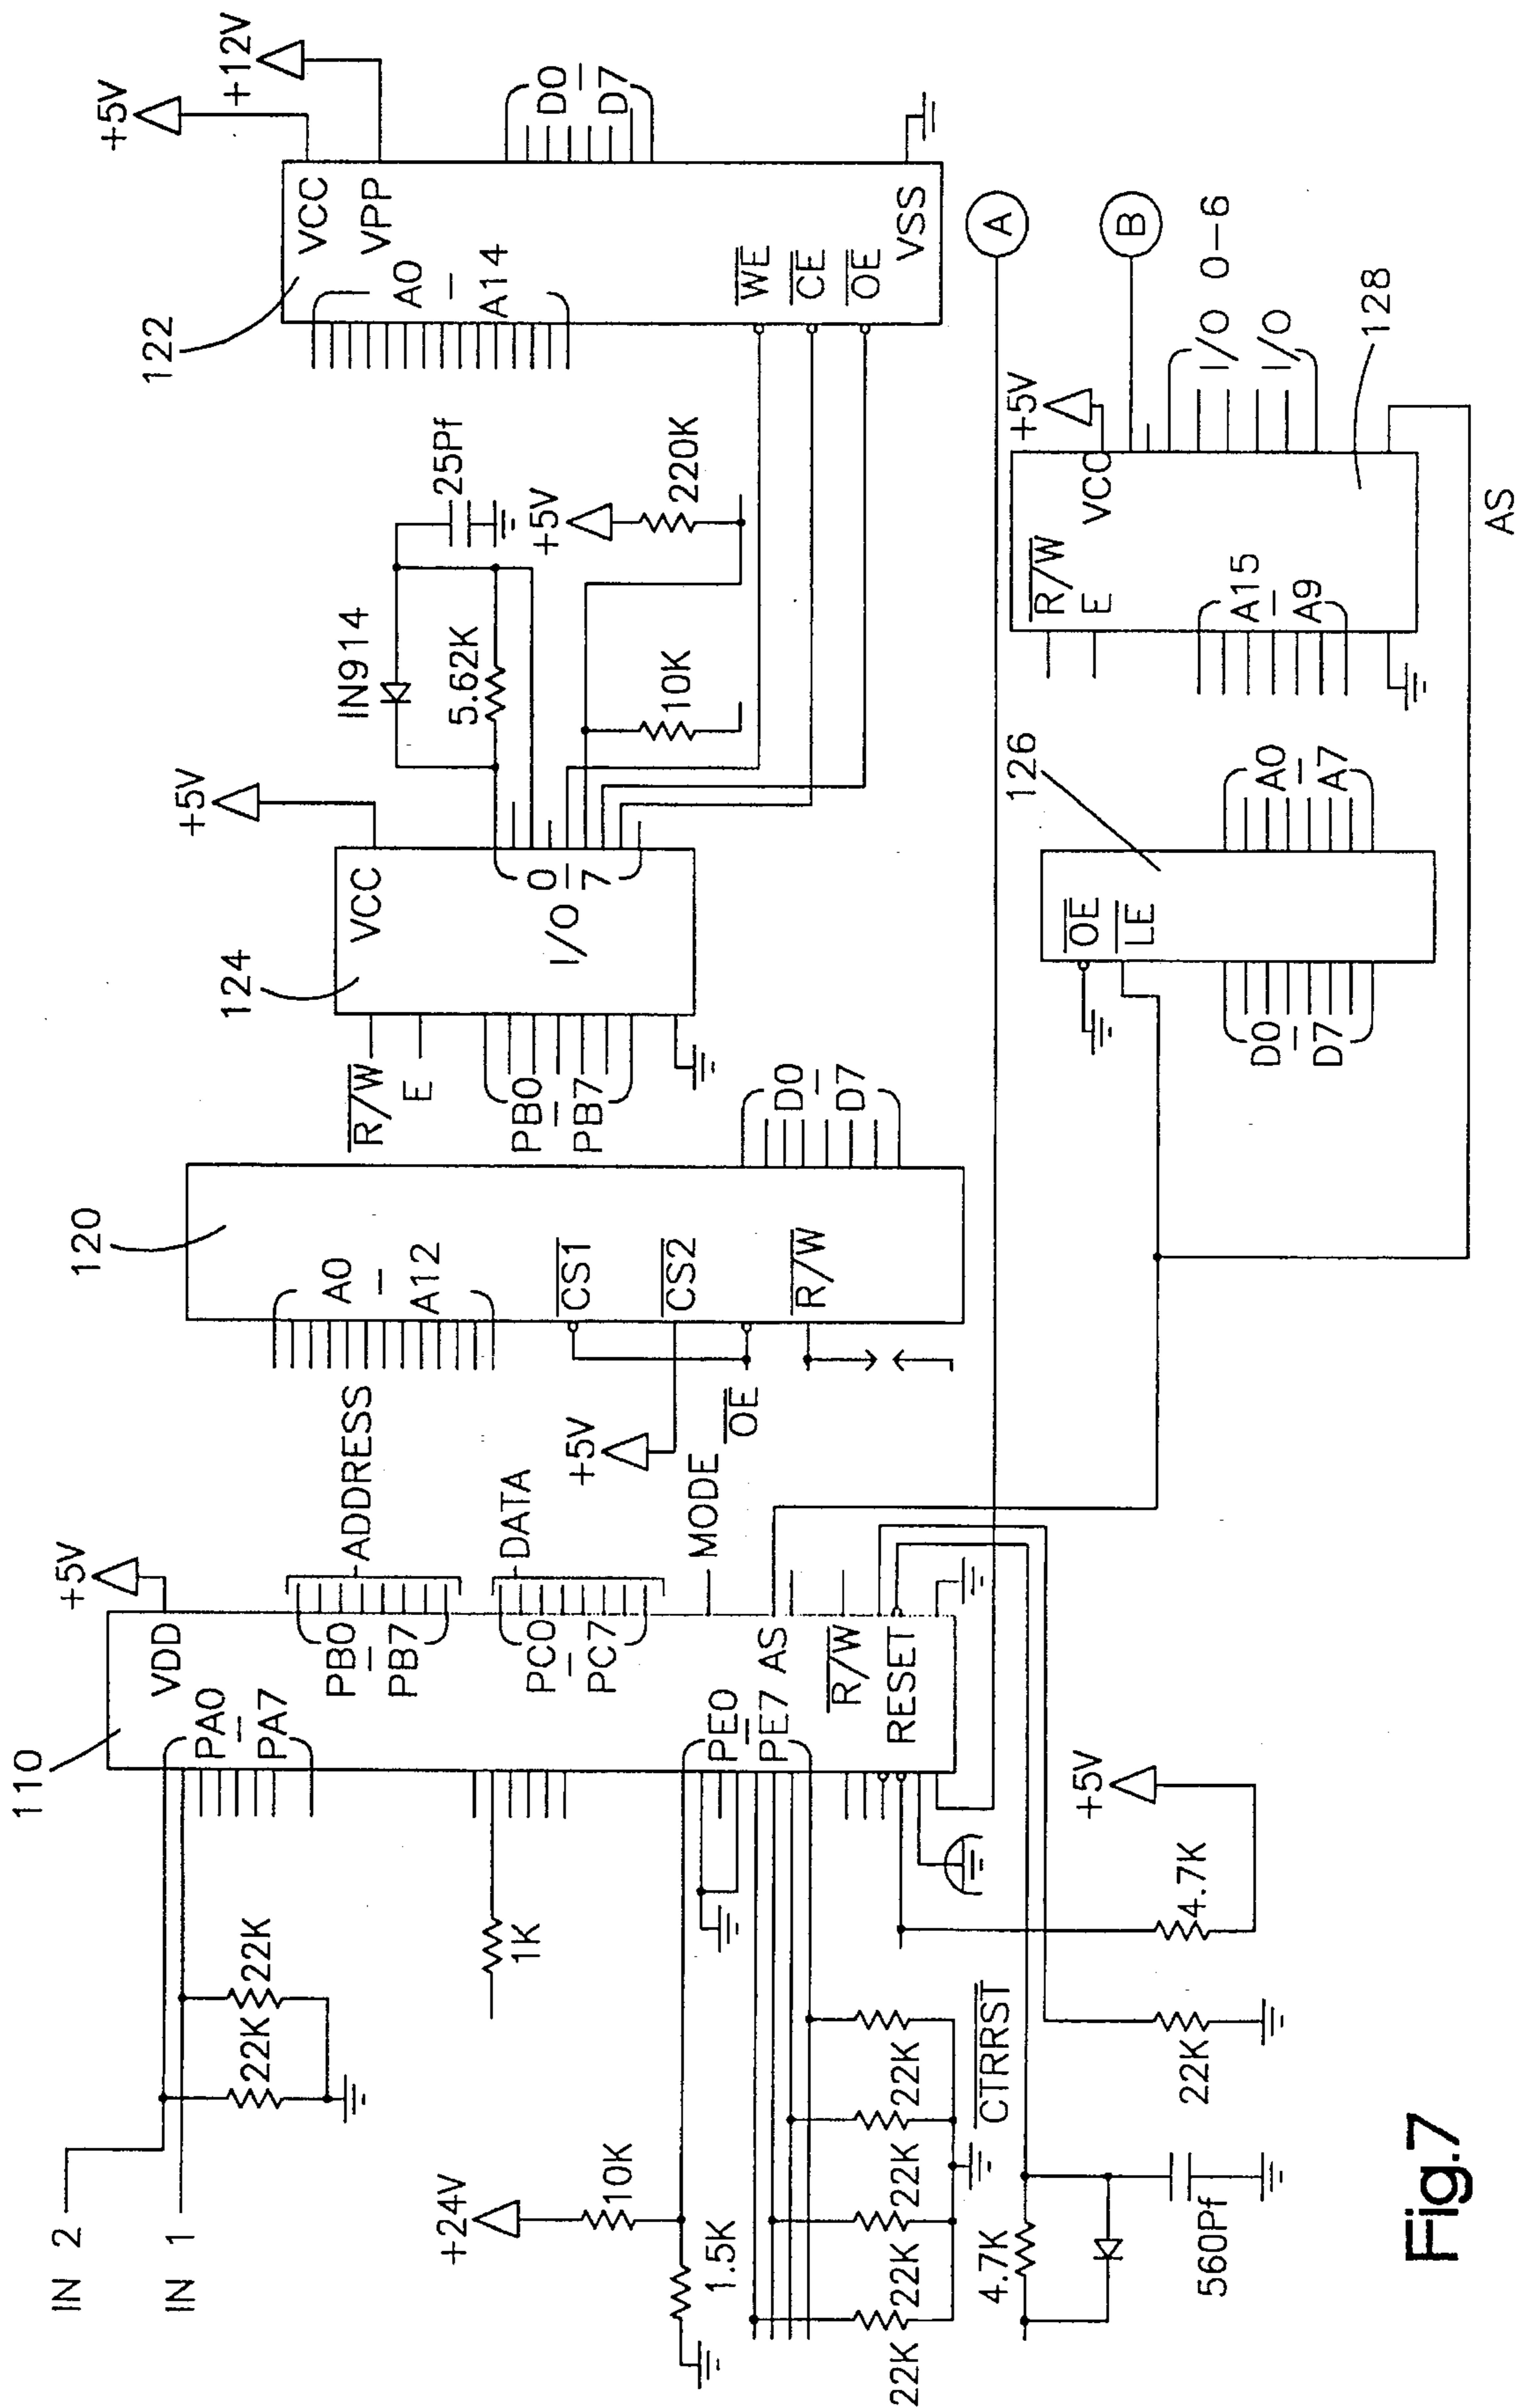 IN 2
IN 1
22K
22K
110
VDD
+5V
PA0
–
PA7
PB0
–
PB7
ADDRESS
PC0
–
PC7
DATA
1K
MODE
PE0
–
PE7
AS
R/W
RESET
+24V
10K
1.5K
22K
22K
22K
22K
CTRRST
4.7K
560Pf
22K
4.7K
+5V
120
A0
–
A12
CS1
CS2
+5V
OE
R/W
D0
–
D7
124
VCC
+5V
R/W
E
PB0
–
PB7
I/O
0
–
7
IN914
5.62K
25Pf
+5V
10K
220K
122
+5V
+12V
VCC
VPP
A0
–
A14
D0
–
D7
WE
CE
OE
VSS
A
B
126
OE
LE
D0
–
D7
A0
–
A7
128
+5V
R/W
E
VCC
A15
–
A9
I/O 0–6
I/O
AS
Fig.7